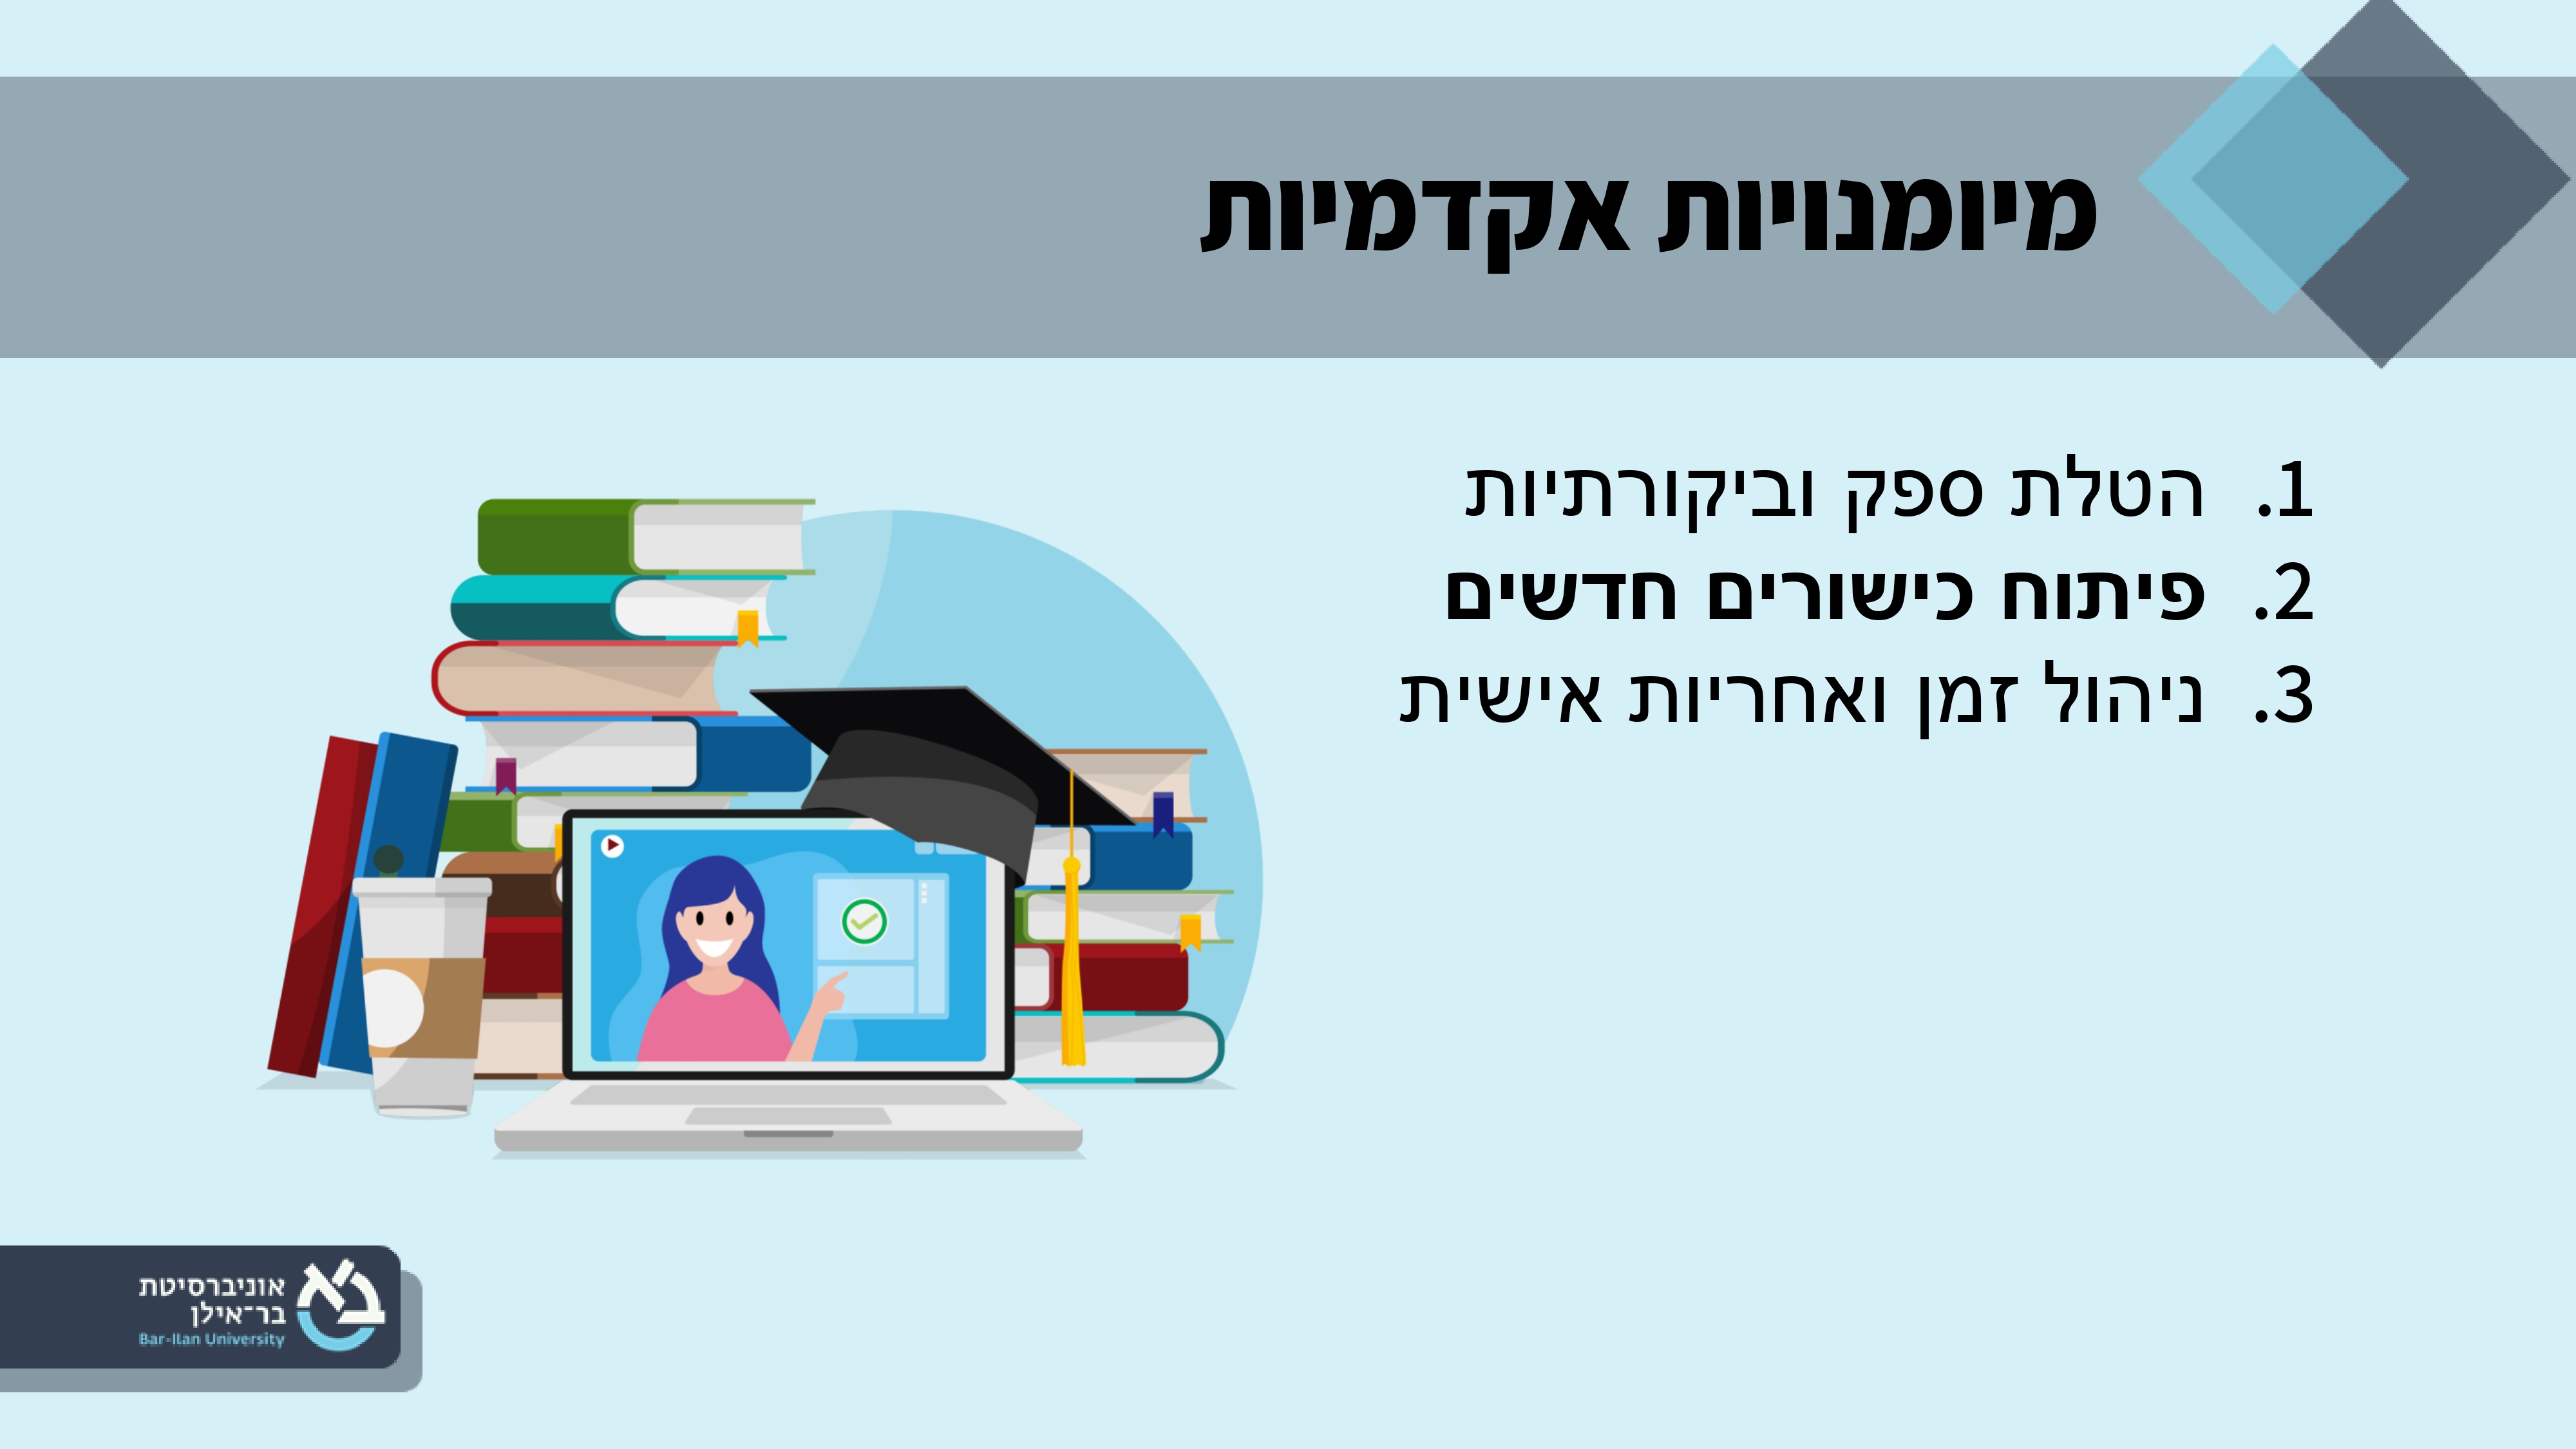 מיומנויות אקדמיות
1. הטלת ספק וביקורתיות
2. פיתוח כישורים חדשים
3. ניהול זמן ואחריות אישית
אוניברסיטת
בר־אילן
Bar-Ilan University